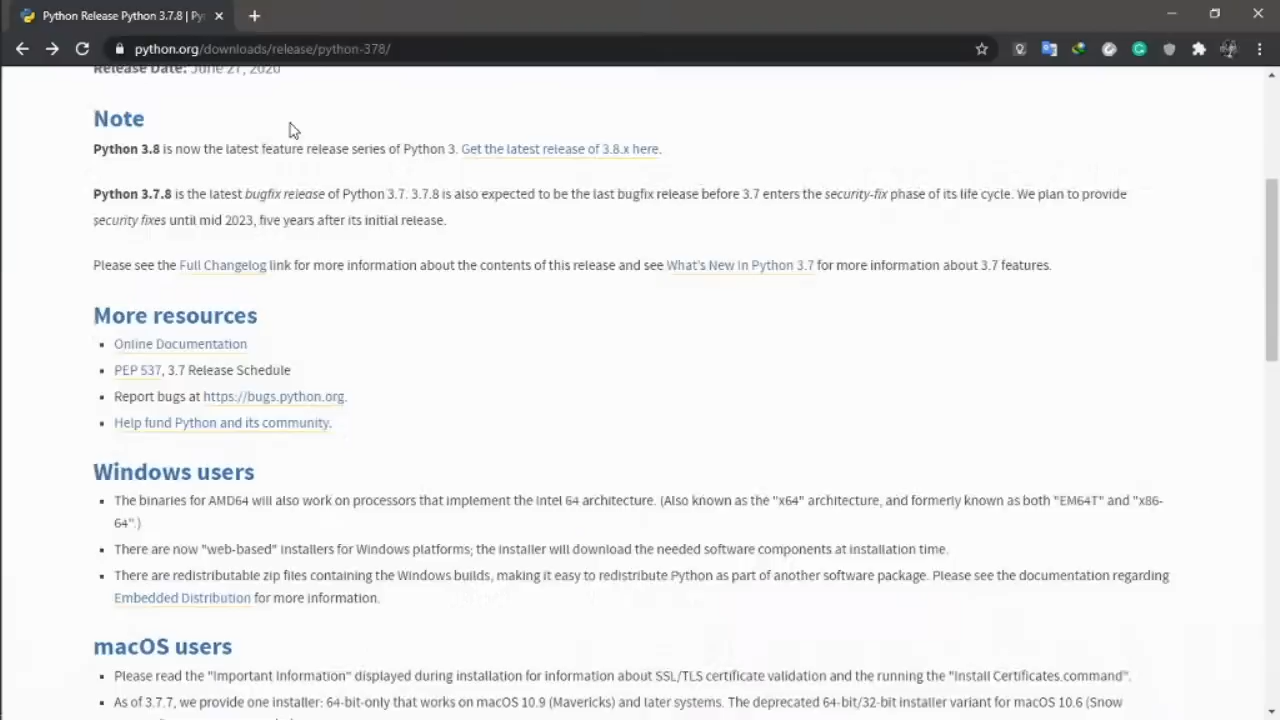 Python Release Python 3.7.8 | Py
python.org/downloads/release/python-378/
Release Date: June 27, 2020
Note
Python 3.8 is now the latest feature release series of Python 3. Get the latest release of 3.8.x here.
Python 3.7.8 is the latest bugfix release of Python 3.7. 3.7.8 is also expected to be the last bugfix release before 3.7 enters the security-fix phase of its life cycle. We plan to provide
security fixes until mid 2023, five years after its initial release.
Please see the Full Changelog link for more information about the contents of this release and see What's New In Python 3.7 for more information about 3.7 features.
More resources
Online Documentation
PEP 537, 3.7 Release Schedule
Report bugs at https://bugs.python.org.
Help fund Python and its community.
Windows users
The binaries for AMD64 will also work on processors that implement the Intel 64 architecture. (Also known as the "x64" architecture, and formerly known as both "EM64T" and "x86-
64".)
There are now "web-based" installers for Windows platforms; the installer will download the needed software components at installation time.
There are redistributable zip files containing the Windows builds, making it easy to redistribute Python as part of another software package. Please see the documentation regarding
Embedded Distribution for more information.
macOS users
Please read the "Important Information" displayed during installation for information about SSL/TLS certificate validation and the running the "Install Certificates.command".
As of 3.7.7, we provide one installer: 64-bit-only that works on macOS 10.9 (Mavericks) and later systems. The deprecated 64-bit/32-bit installer variant for macOS 10.6 (Snow